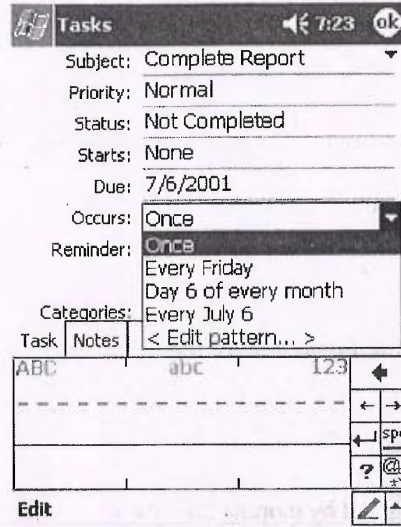 Tasks 7:23 ok
Subject: Complete Report
Priority: Normal
Status: Not Completed
Starts: None
Due: 7/6/2001
Occurs: Once
Once
Reminder:
Every Friday
Day 6 of every month
Categories: Every July 6
Task Notes < Edit pattern... >
ABC abc 123
sp
? @
Edit